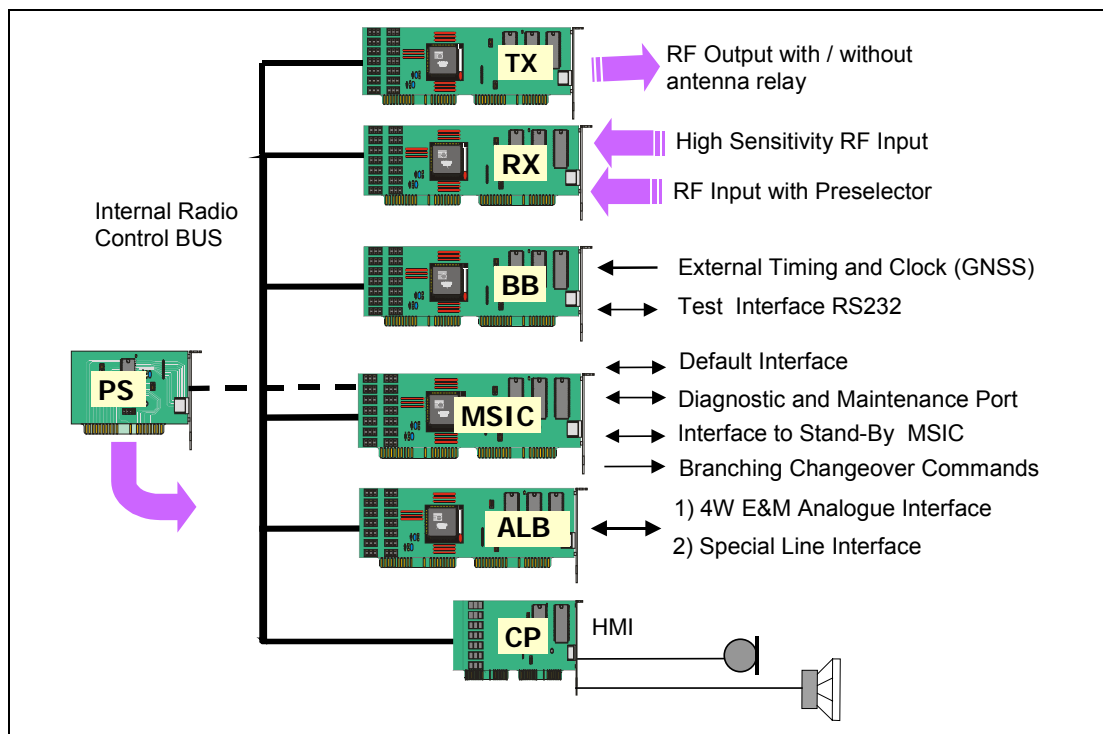 TX
RF Output with / without
antenna relay
RX
High Sensitivity RF Input
RF Input with Preselector
Internal Radio
Control BUS
BB
External Timing and Clock (GNSS)
Test Interface RS232
PS
MSIC
Default Interface
Diagnostic and Maintenance Port
Interface to Stand-By MSIC
Branching Changeover Commands
ALB
1) 4W E&M Analogue Interface
2) Special Line Interface
CP
HMI